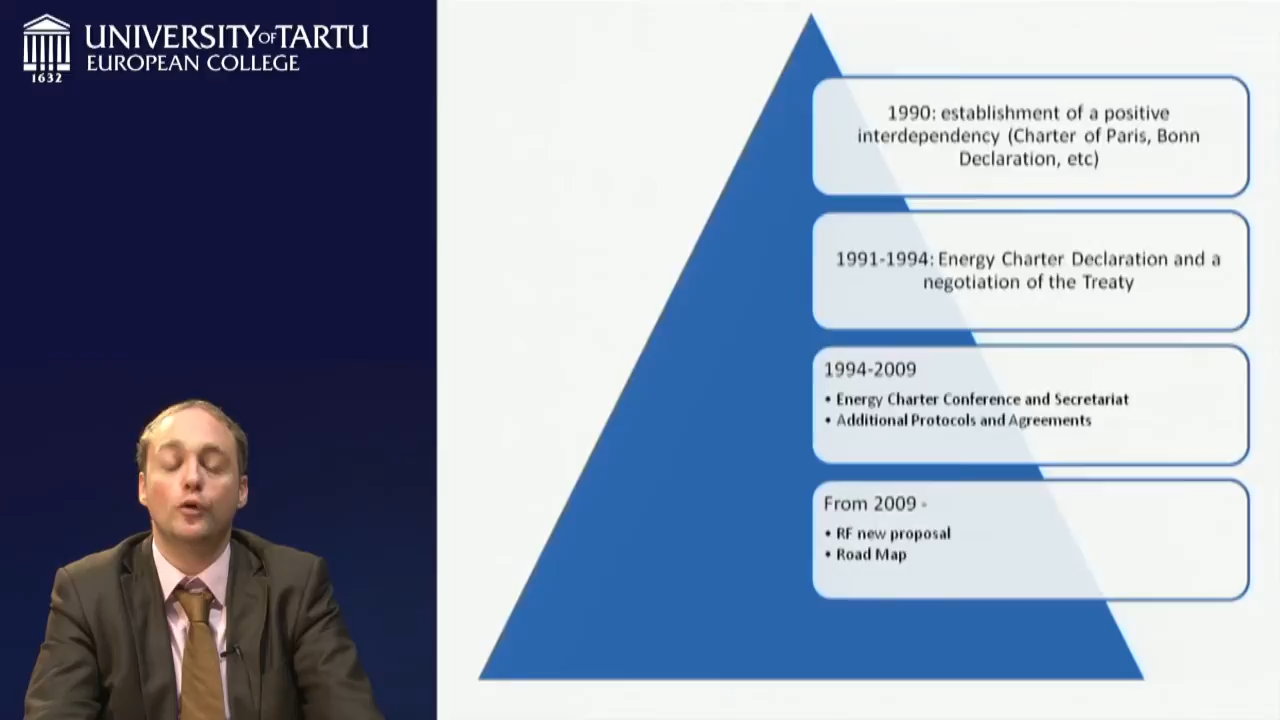 UNIVERSITY OF TARTU
EUROPEAN COLLEGE
1632
1990: establishment of a positive
interdependency (Charter of Paris, Bonn
Declaration, etc)
1991-1994: Energy Charter Declaration and a
negotiation of the Treaty
1994-2009
• Energy Charter Conference and Secretariat
• Additional Protocols and Agreements
From 2009 -
• RF new proposal
• Road Map